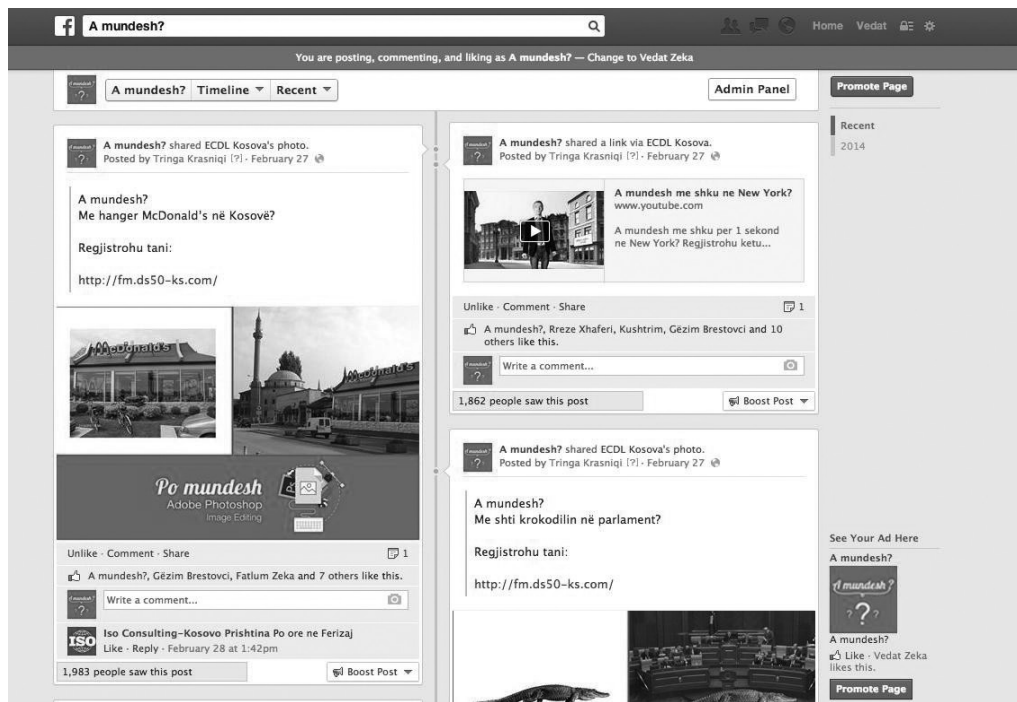 A mundesh?
Home Vedat
You are posting, commenting, and liking as A mundesh? — Change to Vedat Zeka
A mundesh? Timeline Recent
Admin Panel
Promote Page
Recent
2014
A mundesh? shared ECDL Kosova's photo.
Posted by Tringa Krasniqi [?] · February 27
A mundesh?
Me hanger McDonald's në Kosovë?
Regjistrohu tani:
http://fm.ds50-ks.com/
McDonald's
McDonald's
Po mundesh
Adobe Photoshop
Image Editing
Unlike · Comment · Share 1
A mundesh?, Gëzim Brestovci, Fatlum Zeka and 7 others like this.
A mundesh?
Write a comment...
ISO
Iso Consulting-Kosovo Prishtina Po ore ne Ferizaj
Like · Reply · February 28 at 1:42pm
1,983 people saw this post
Boost Post
A mundesh? shared a link via ECDL Kosova.
Posted by Tringa Krasniqi [?] · February 27
A mundesh me shku ne New York?
www.youtube.com
A mundesh me shku per 1 sekond
ne New York? Regjistrohu ketu...
Unlike · Comment · Share 1
A mundesh?, Rreze Xhaferi, Kushtrim, Gëzim Brestovci and 10
others like this.
Write a comment...
1,862 people saw this post
Boost Post
A mundesh? shared ECDL Kosova's photo.
Posted by Tringa Krasniqi [?] · February 27
A mundesh?
Me shti krokodilin në parlament?
Regjistrohu tani:
http://fm.ds50-ks.com/
See Your Ad Here
A mundesh?
A mundesh?
???
A mundesh?
Like · Vedat Zeka
likes this.
Promote Page